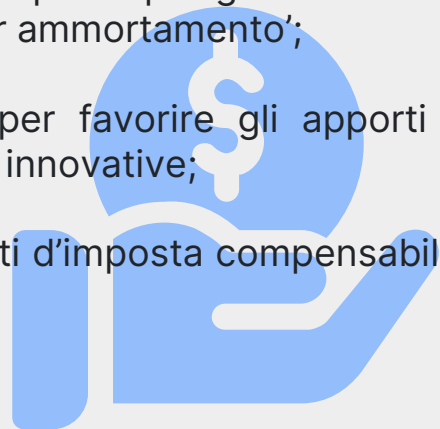 r ammortamento’;
per favorire gli apporti
innovative;
ti d’imposta compensabil